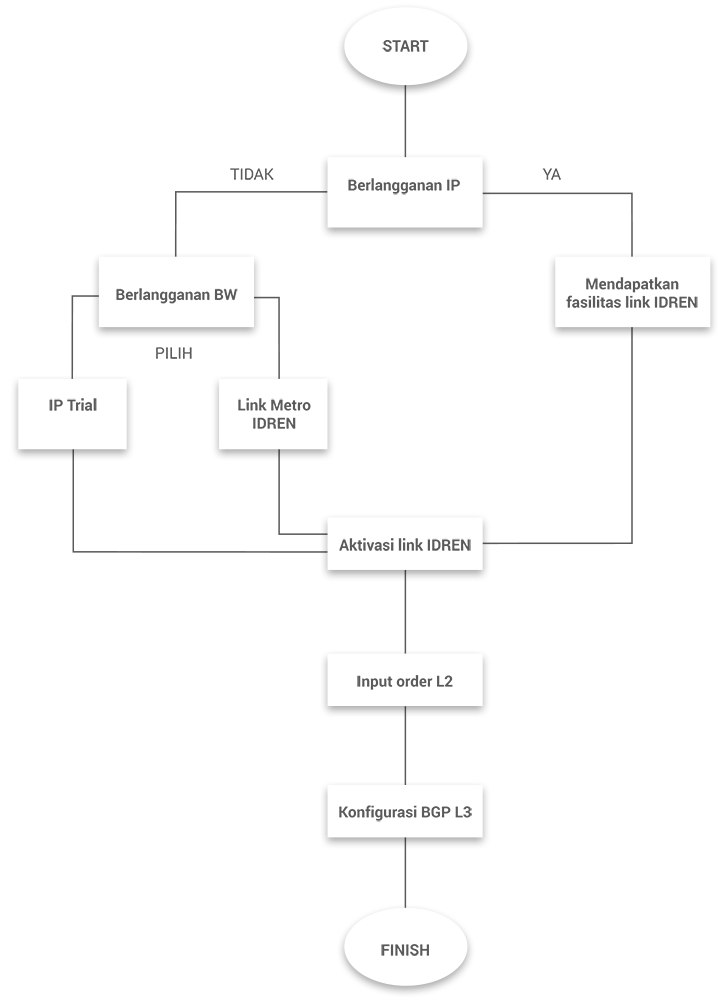 START
TIDAK
Berlangganan IP
YA
Berlangganan BW
Mendapatkan
fasilitas link IDREN
PILIH
IP Trial
Link Metro
IDREN
Aktivasi link IDREN
Input order L2
Konfigurasi BGP L3
FINISH